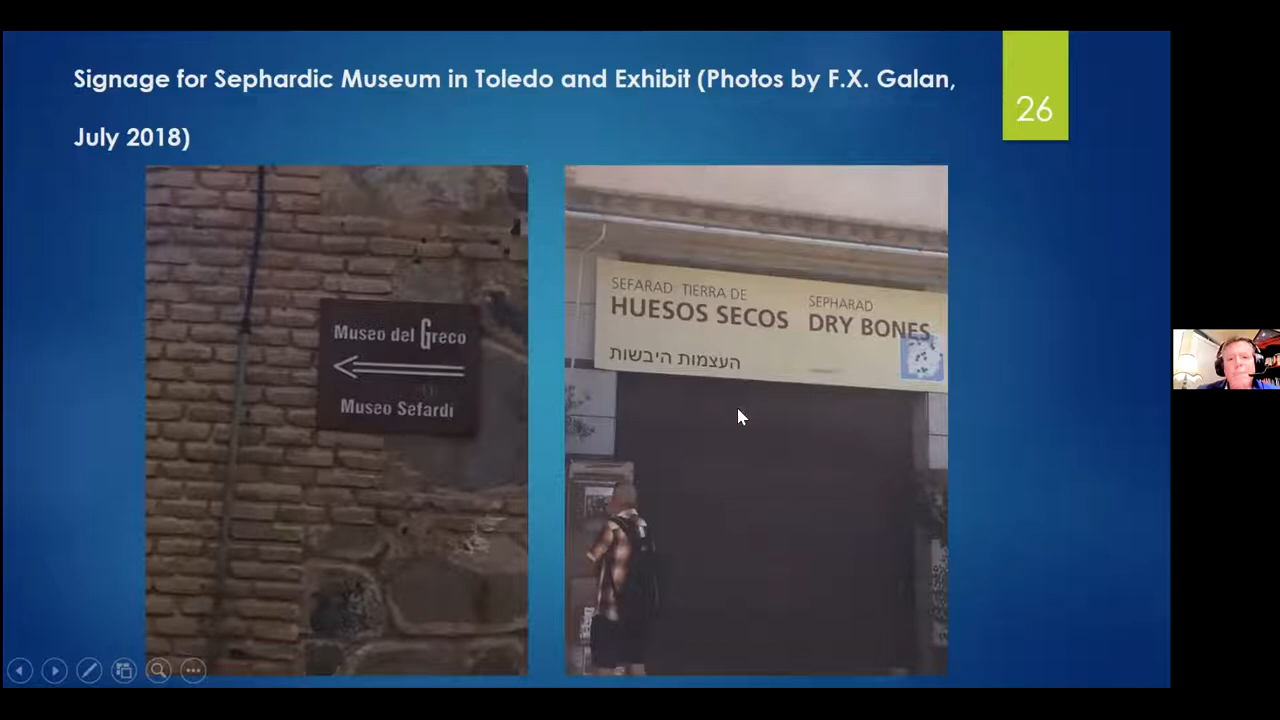 Signage for Sephardic Museum in Toledo and Exhibit (Photos by F.X. Galan,
July 2018)
26
Museo del Greco
Museo Sefardi
SEFARAD TIERRA DE
HUESOS SECOS
SEPHARAD
DRY BONES
העצמות היבשות